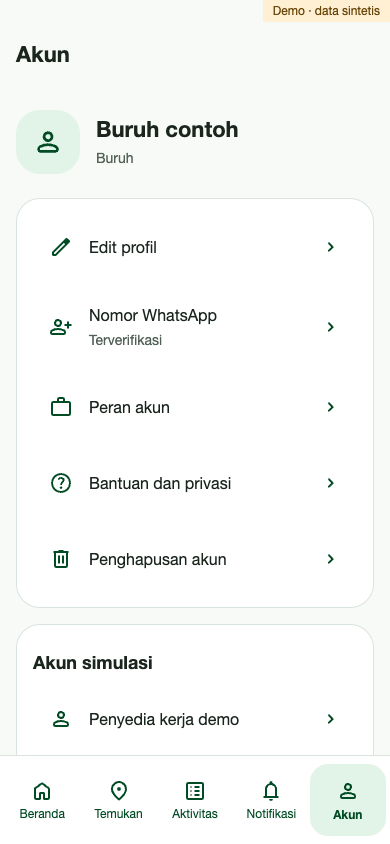 Demo · data sintetis
Akun
Buruh contoh
Buruh
Edit profil
Nomor WhatsApp
Terverifikasi
Peran akun
Bantuan dan privasi
Penghapusan akun
Akun simulasi
Penyedia kerja demo
Beranda
Temukan
Aktivitas
Notifikasi
Akun